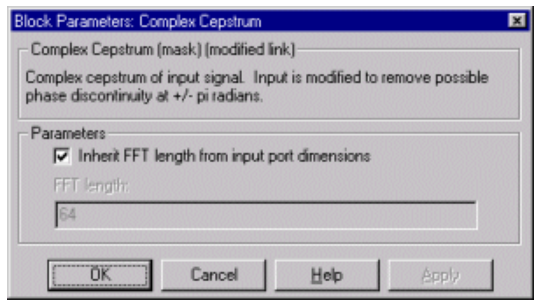 Block Parameters: Complex Cepstrum
Complex Cepstrum (mask) (modified link)
Complex cepstrum of input signal. Input is modified to remove possible
phase discontinuity at +/- pi radians.
Parameters
Inherit FFT length from input port dimensions
FFT length:
64
OK Cancel Help Apply